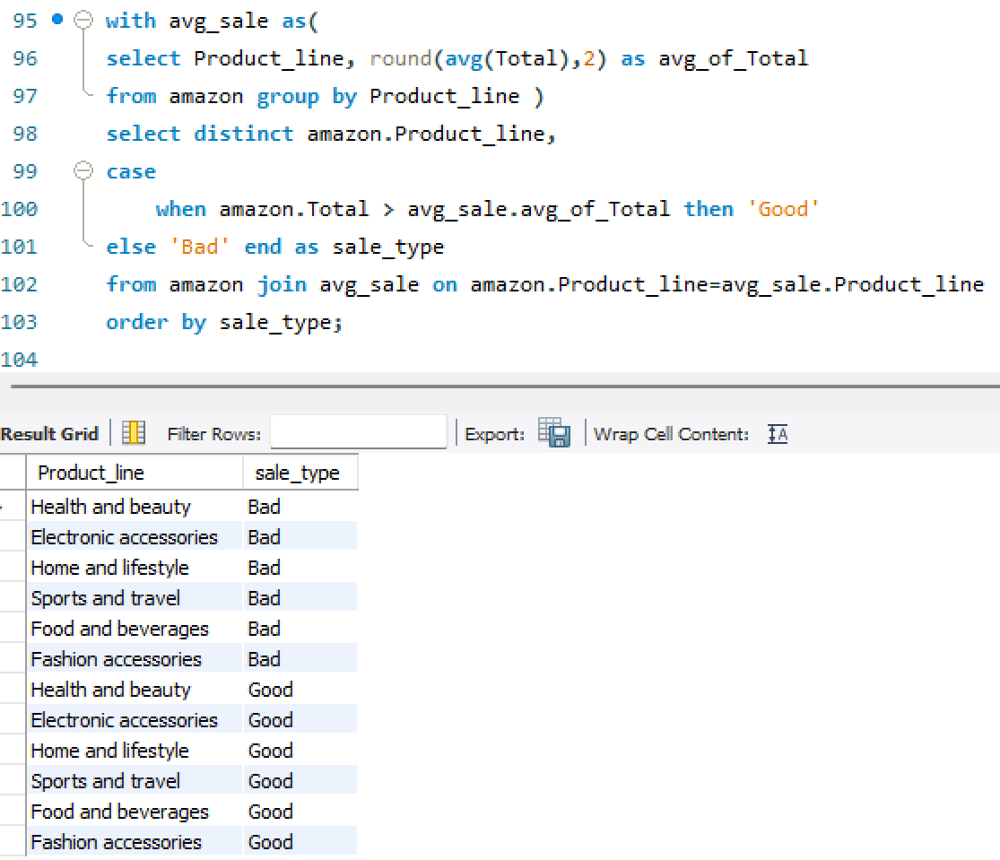 95 with avg_sale as(
96 select Product_line, round(avg(Total),2) as avg_of_Total
97 from amazon group by Product_line )
98 select distinct amazon.Product_line,
99 case
100 when amazon.Total > avg_sale.avg_of_Total then 'Good'
101 else 'Bad' end as sale_type
102 from amazon join avg_sale on amazon.Product_line=avg_sale.Product_line
103 order by sale_type;
104
Result Grid Filter Rows: Export: Wrap Cell Content: IA
Product_line sale_type
Health and beauty Bad
Electronic accessories Bad
Home and lifestyle Bad
Sports and travel Bad
Food and beverages Bad
Fashion accessories Bad
Health and beauty Good
Electronic accessories Good
Home and lifestyle Good
Sports and travel Good
Food and beverages Good
Fashion accessories Good